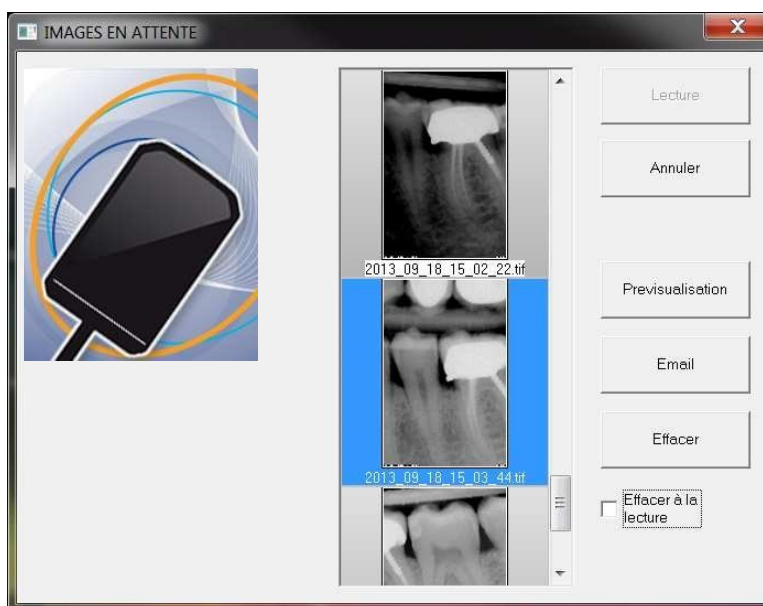 IMAGES EN ATTENTE
2013_09_18_15_02_22.tif
2013_09_18_15_03_44.tif
Lecture
Annuler
Previsualisation
Email
Effacer
Effacer à la
lecture